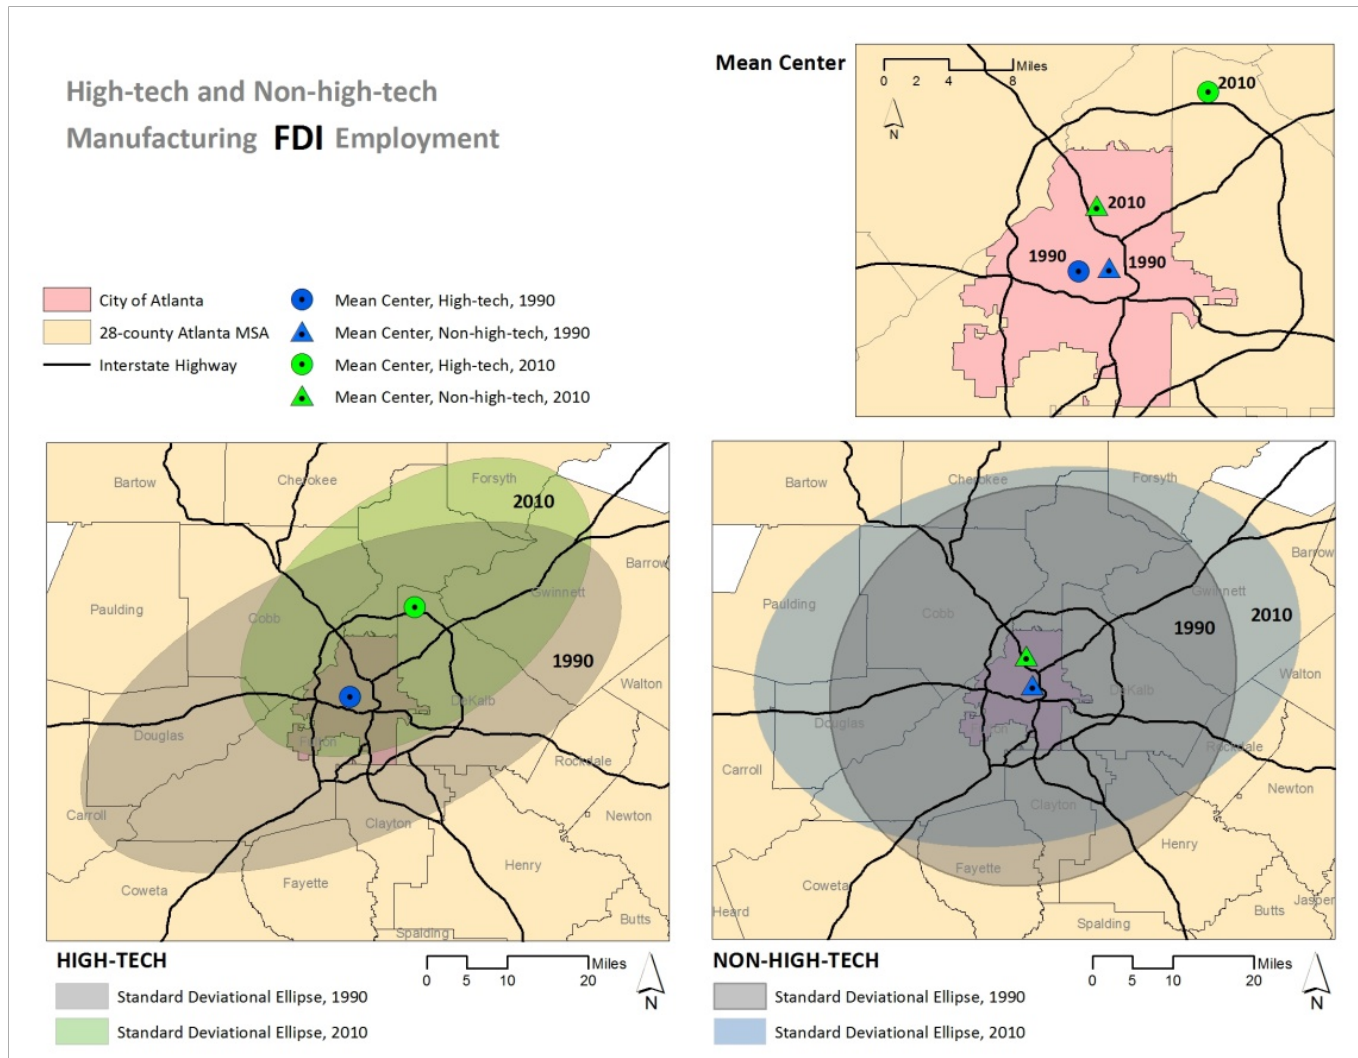 High-tech and Non-high-tech
Manufacturing FDI Employment
City of Atlanta
28-county Atlanta MSA
Interstate Highway
Mean Center, High-tech, 1990
Mean Center, Non-high-tech, 1990
Mean Center, High-tech, 2010
Mean Center, Non-high-tech, 2010
Mean Center
Miles
0 2 4 8
N
2010
2010
1990
1990
Bartow
Cherokee
Forsyth
2010
Barrow
Paulding
Cobb
Gwinnett
1990
Walton
DeKalb
Douglas
Fulton
Rockdale
Carroll
Newton
Clayton
Henry
Coweta
Fayette
Butts
Spalding
HIGH-TECH
Standard Deviational Ellipse, 1990
Standard Deviational Ellipse, 2010
Miles
0 5 10 20
N
Bartow
Cherokee
Forsyth
Barrow
Paulding
Cobb
Gwinnett
1990
2010
Walton
DeKalb
Douglas
Fulton
Rockdale
Carroll
Newton
Clayton
Henry
Fayette
Coweta
Heard
Jasper
Butts
Spalding
NON-HIGH-TECH
Standard Deviational Ellipse, 1990
Standard Deviational Ellipse, 2010
Miles
0 5 10 20
N